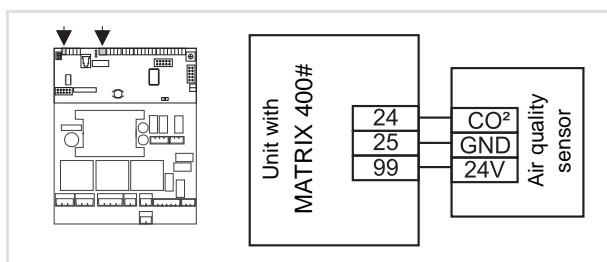 Unit with
MATRIX 400#
24
25
99
CO²
GND
24V
Air quality
sensor